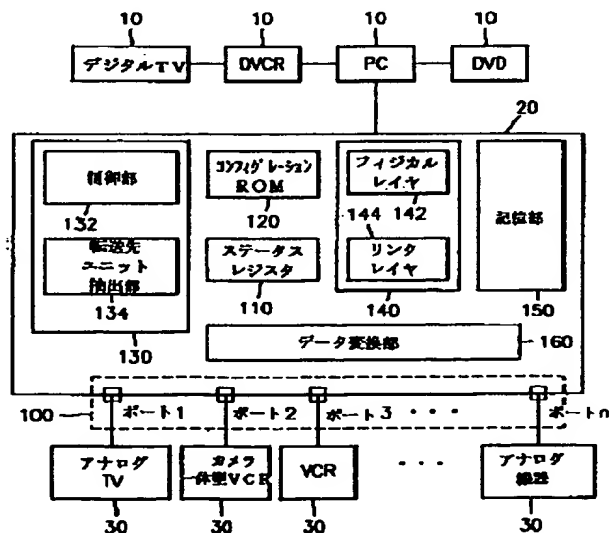 10 10 10 10
デジタルTV DVCR PC DVD
20
制御部
132
転送先
ユニット
抽出部
134
130
コンフィグレーション
ROM
120
ステータス
レジスタ
110
フィジカル
レイヤ
144 142
リンク
レイヤ
140
記憶部
150
データ変換部
160
100 ポート1 ポート2 ポート3 ・・・ ポートn
アナログ
TV
カメラ
一体型VCR
VCR
・・・
アナログ
機器
30 30 30 30